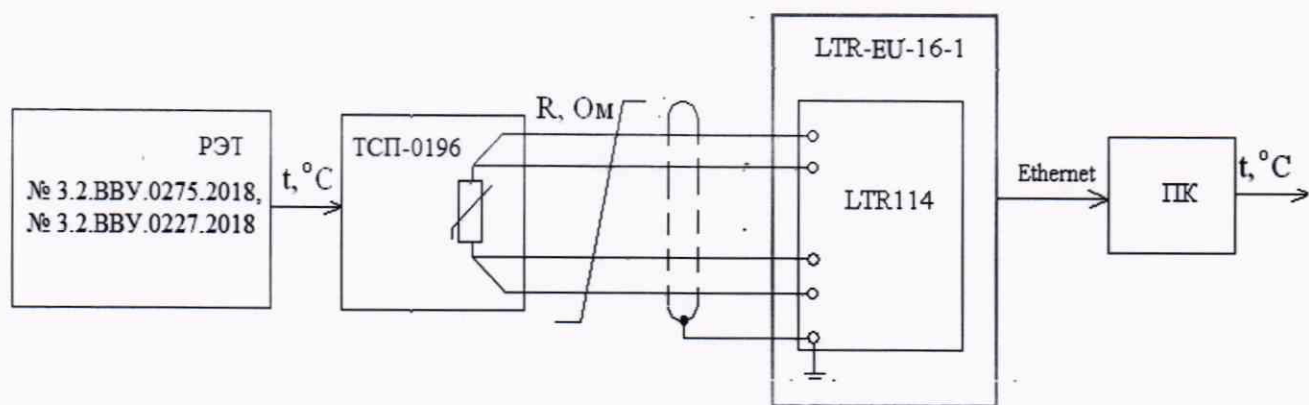 LTR-EU-16-1
R, Ом
РЭТ
ТСП-0196
t,°C
№ 3.2.ВВУ.0275.2018,
№ 3.2.ВВУ.0227.2018
LTR114
Ethernet
ПК
t,°C